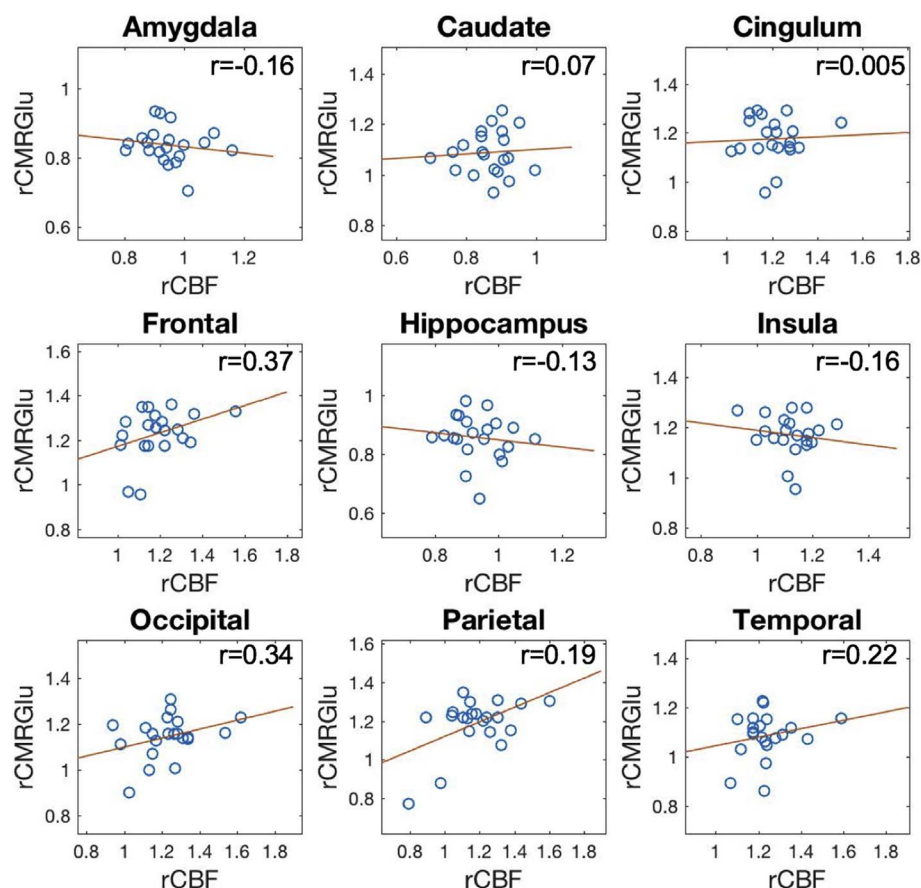 Amygdala
r=-0.16
1
0.8
0.6
rCMRGlu
0.8 1 1.2
rCBF
Caudate
r=0.07
1.4
1.2
1
0.8
rCMRGlu
0.6 0.8 1
rCBF
Cingulum
r=0.005
1.4
1.2
1
0.8
rCMRGlu
1 1.2 1.4 1.6 1.8
rCBF
Frontal
r=0.37
1.6
1.4
1.2
1
0.8
rCMRGlu
1 1.2 1.4 1.6 1.8
rCBF
Hippocampus
r=-0.13
1
0.8
0.6
rCMRGlu
0.8 1 1.2
rCBF
Insula
r=-0.16
1.4
1.2
1
0.8
rCMRGlu
0.8 1 1.2 1.4
rCBF
Occipital
r=0.34
1.4
1.2
1
0.8
rCMRGlu
0.8 1 1.2 1.4 1.6 1.8
rCBF
Parietal
r=0.19
1.6
1.4
1.2
1
0.8
rCMRGlu
0.8 1 1.2 1.4 1.6 1.8
rCBF
Temporal
r=0.22
1.4
1.2
1
0.8
rCMRGlu
1 1.2 1.4 1.6 1.8
rCBF